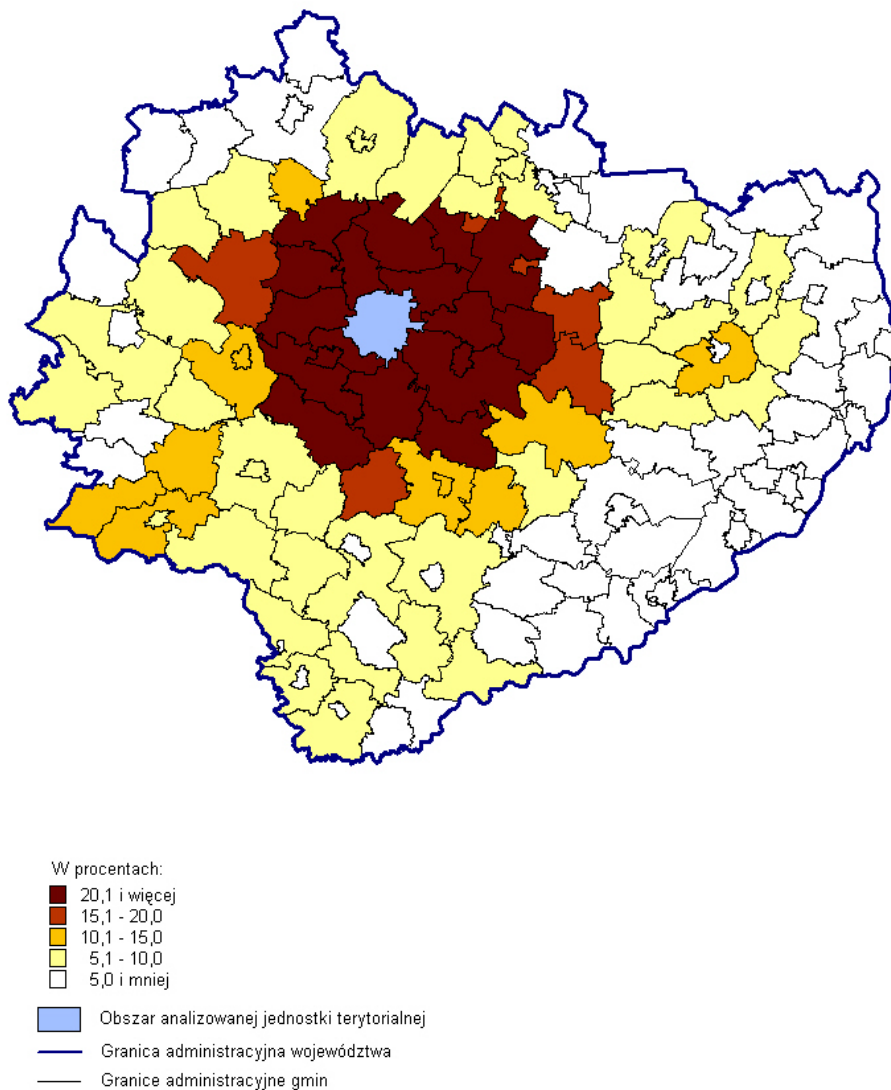 W procentach:
20,1 i więcej
15,1 - 20,0
10,1 - 15,0
5,1 - 10,0
5,0 i mniej
Obszar analizowanej jednostki terytorialnej
Granica administracyjna województwa
Granice administracyjne gmin